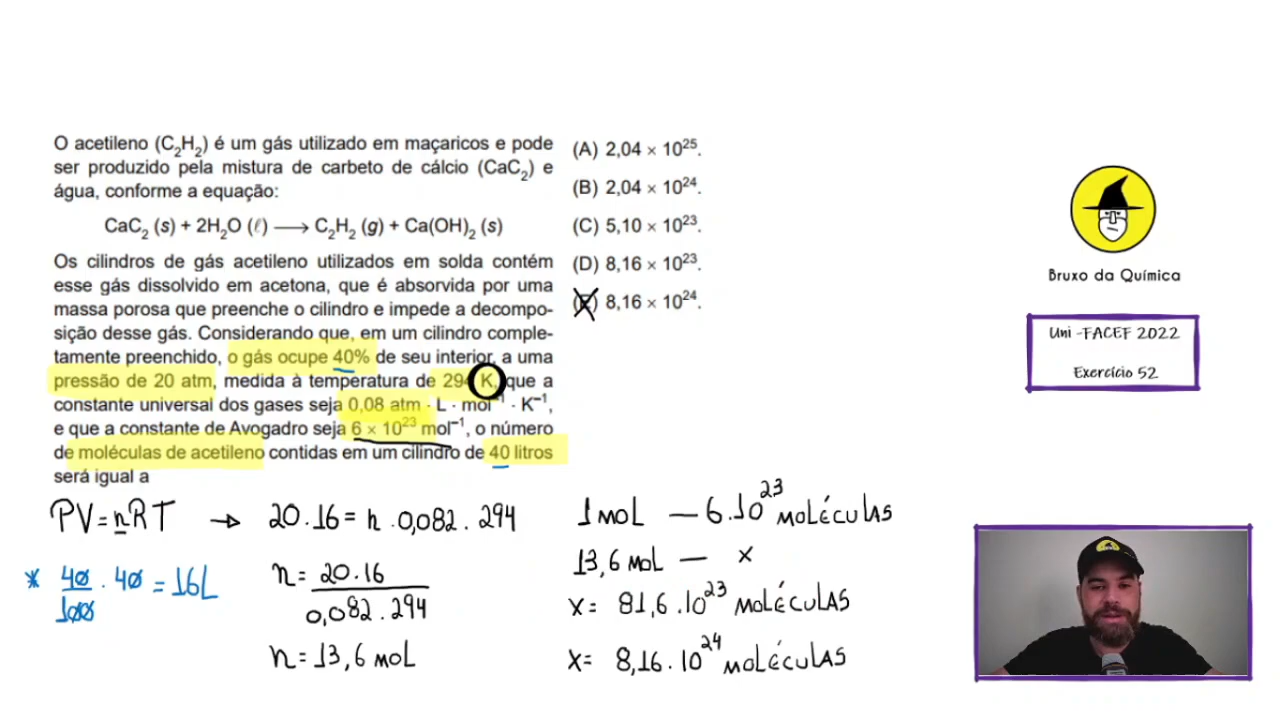 O acetileno (C₂H₂) é um gás utilizado em maçaricos e pode
ser produzido pela mistura de carbeto de cálcio (CaC₂) e
água, conforme a equação:
CaC₂ (s) + 2H₂O (ℓ) ⟶ C₂H₂ (g) + Ca(OH)₂ (s)
Os cilindros de gás acetileno utilizados em solda contém
esse gás dissolvido em acetona, que é absorvida por uma
massa porosa que preenche o cilindro e impede a decompo-
sição desse gás. Considerando que, em um cilindro comple-
tamente preenchido, o gás ocupe 40% de seu interior, a uma
pressão de 20 atm, medida à temperatura de 294 K, que a
constante universal dos gases seja 0,08 atm · L · mol⁻¹ · K⁻¹,
e que a constante de Avogadro seja 6 × 10²³ mol⁻¹, o número
de moléculas de acetileno contidas em um cilindro de 40 litros
será igual a
(A) 2,04 × 10²⁵.
(B) 2,04 × 10²⁴.
(C) 5,10 × 10²³.
(D) 8,16 × 10²³.
(E) 8,16 × 10²⁴.
Bruxo da Química
Uni -FACEF 2022
Exercício 52
PV=nRT → 20.16= n .0,082.294
* 40/100 . 40 = 16L
n= 20.16/0,082.294
n=13,6 moL
1moL — 6.10²³ moLÉCULAS
13,6 moL — x
x= 81,6.10²³ moLÉCULAS
x= 8,16.10²⁴ moLÉCULAS